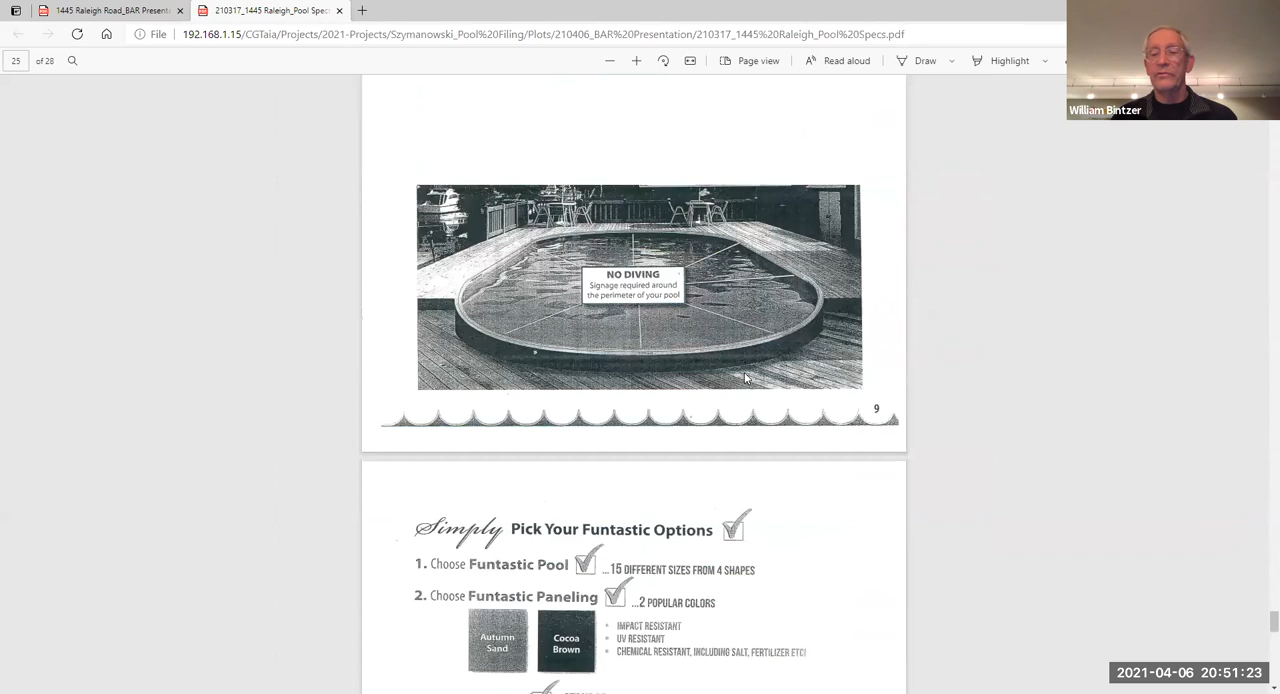 1445 Raleigh Road_BAR Presenta
210317_1445 Raleigh_Pool Spec
File 192.168.1.15/CGTaia/Projects/2021-Projects/Szymanowski_Pool%20Filing/Plots/210406_BAR%20Presentation/210317_1445%20Raleigh_Pool%20Specs.pdf
25 of 28
Page view
Read aloud
Draw
Highlight
William Bintzer
NO DIVING
Signage required around
the perimeter of your pool
9
Simply Pick Your Funtastic Options
1. Choose Funtastic Pool ...15 DIFFERENT SIZES FROM 4 SHAPES
2. Choose Funtastic Paneling ...2 POPULAR COLORS
Autumn
Sand
Cocoa
Brown
• IMPACT RESISTANT
• UV RESISTANT
• CHEMICAL RESISTANT, INCLUDING SALT, FERTILIZER ETC!
2021-04-06 20:51:23